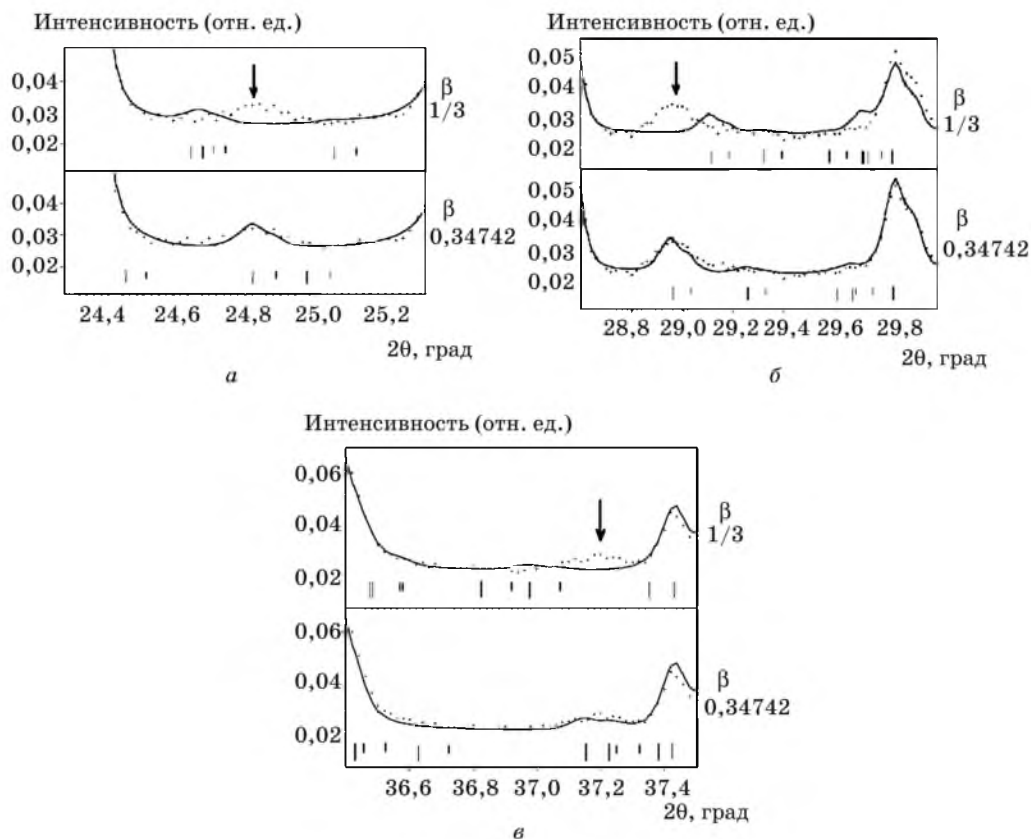 Интенсивность (отн. ед.)
0,04
0,03
0,02
β
1/3
0,04
0,03
0,02
β
0,34742
24,4 24,6 24,8 25,0 25,2
2θ, град
а
Интенсивность (отн. ед.)
0,05
0,04
0,03
0,02
β
1/3
0,05
0,04
0,03
0,02
β
0,34742
28,8 29,0 29,2 29,4 29,6 29,8
2θ, град
б
Интенсивность (отн. ед.)
0,06
0,04
0,02
β
1/3
0,06
0,04
0,02
β
0,34742
36,6 36,8 37,0 37,2 37,4
2θ, град
в